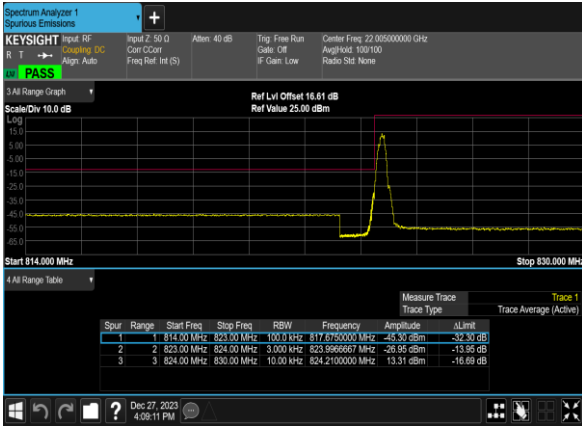 Spectrum Analyzer 1
Spurious Emissions
KEYSIGHT Input: RF Input Z: 50 Ω Atten: 40 dB Trig: Free Run Center Freq: 22.005000000 GHz
R T Coupling: DC Corr CCorr Gate: Off Avg|Hold: 100/100
Align: Auto Freq Ref: Int (S) IF Gain: Low Radio Std: None
PASS
3 All Range Graph
Ref Lvl Offset 16.61 dB
Scale/Div 10.0 dB Ref Value 25.00 dBm
Log
15.0
5.00
-5.00
-15.0
-25.0
-35.0
-45.0
-55.0
-65.0
Start 814.000 MHz Stop 830.000 MHz
4 All Range Table
Measure Trace Trace 1
Trace Type Trace Average (Active)
Spur Range Start Freq Stop Freq RBW Frequency Amplitude ΔLimit
1 1 814.00 MHz 823.00 MHz 100.0 kHz 817.6750000 MHz -45.30 dBm -32.30 dB
2 2 823.00 MHz 824.00 MHz 3.000 kHz 823.9966667 MHz -26.95 dBm -13.95 dB
3 3 824.00 MHz 830.00 MHz 10.00 kHz 824.2100000 MHz 13.31 dBm -16.69 dB
? Dec 27, 2023
4:09:11 PM